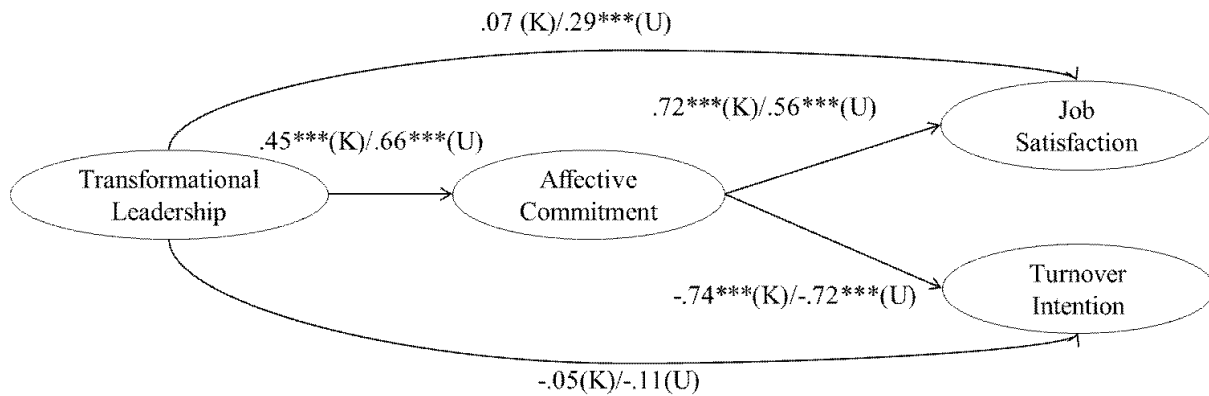 .07 (K)/.29***(U)
Job
Satisfaction
.72***(K)/.56***(U)
.45***(K)/.66***(U)
Transformational
Leadership
Affective
Commitment
Turnover
Intention
-.74***(K)/-.72***(U)
-.05(K)/-.11(U)